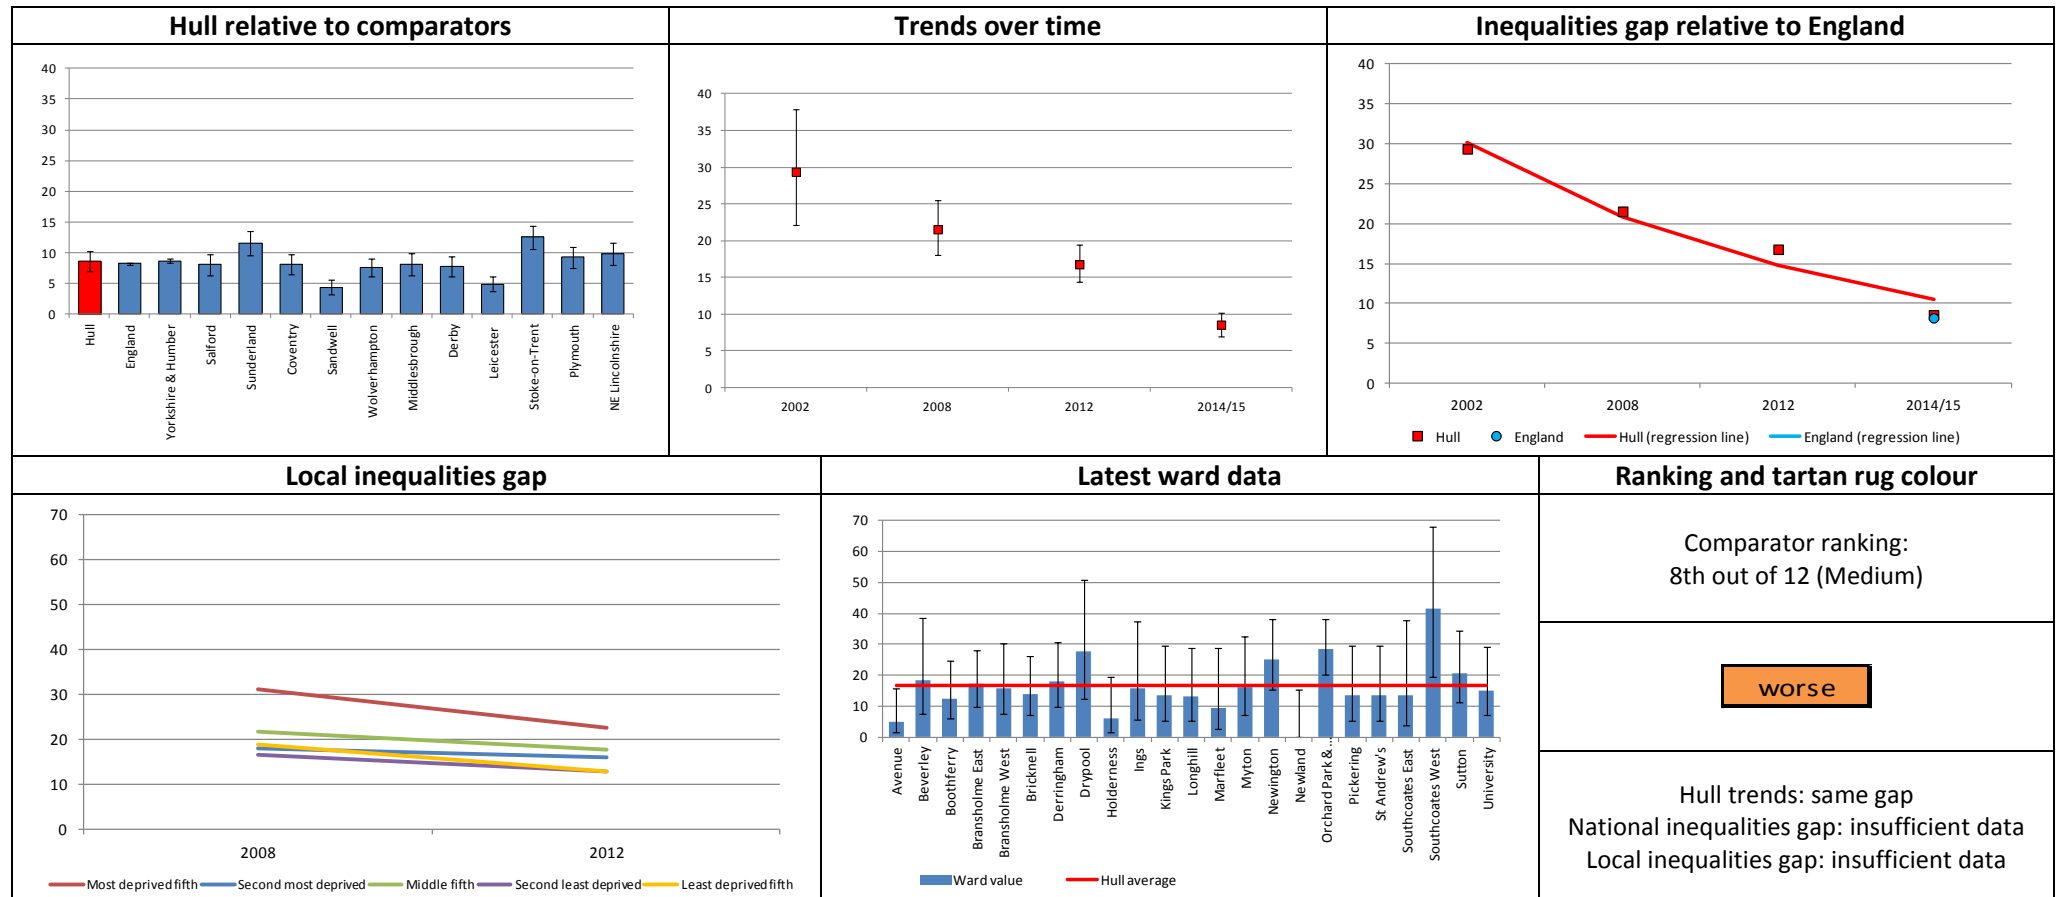 Hull relative to comparators
40
35
30
25
20
15
10
5
0
Hull
England
Yorkshire & Humber
Salford
Sunderland
Coventry
Sandwell
Wolverhampton
Middlesbrough
Derby
Leicester
Stoke-on-Trent
Plymouth
NE Lincolnshire
Trends over time
40
35
30
25
20
15
10
5
0
2002 2008 2012 2014/15
Inequalities gap relative to England
40
35
30
25
20
15
10
5
0
2002 2008 2012 2014/15
Hull England Hull (regression line) England (regression line)
Local inequalities gap
70
60
50
40
30
20
10
0
2008 2012
Most deprived fifth Second most deprived Middle fifth Second least deprived Least deprived fifth
Latest ward data
70
60
50
40
30
20
10
0
Avenue
Beverley
Boothferry
Bransholme East
Bransholme West
Bricknell
Derringham
Drypool
Holderness
Ings
Kings Park
Longhill
Marfleet
Myton
Newington
Newland
Orchard Park & …
Pickering
St Andrew's
Southcoates East
Southcoates West
Sutton
University
Ward value Hull average
Ranking and tartan rug colour
Comparator ranking:
8th out of 12 (Medium)
worse
Hull trends: same gap
National inequalities gap: insufficient data
Local inequalities gap: insufficient data